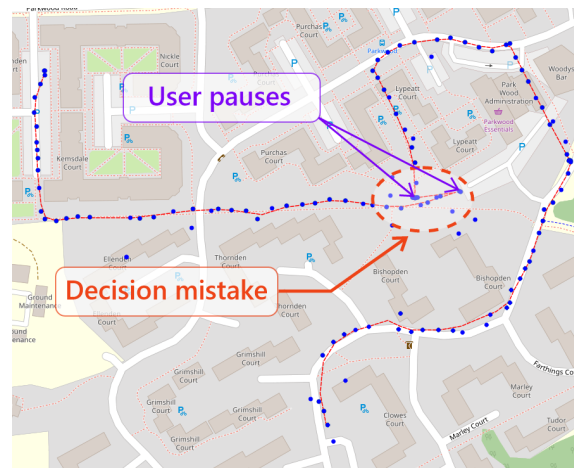 Parkwood Road
Purchas
Court
Nickle
Court
P
Parkwood
P
Woodys
Bar
User pauses
Lypeatt
Court
P
Park
Wood
Administration
Parkwood
Essentials
Lypeatt
Court
P
Kemsdale
Court
Purchas
Court
P
Decision mistake
Ellenden
Court
Thornden
Court
P
Bishopden
Court
Bishopden
Court
Ground
Maintenance
Ellenden
Court
Thornden
Court
Grimshill
Court
Farthings Co
Grimshill
Court
P
Grimshill
Court
Clowes
Court
Marley
Court
Marley Court
Tudor
Court